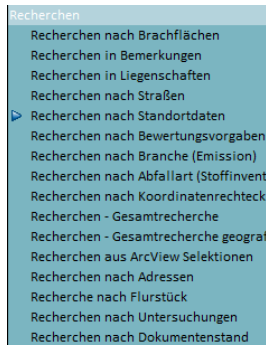 Recherchen
Recherchen nach Brachflächen
Recherchen in Bemerkungen
Recherchen in Liegenschaften
Recherchen nach Straßen
Recherchen nach Standortdaten
Recherchen nach Bewertungsvorgaben
Recherchen nach Branche (Emission)
Recherchen nach Abfallart (Stoffinvent
Recherchen nach Koordinatenrechteck
Recherchen - Gesamtrecherche
Recherchen - Gesamtrecherche geograf
Recherchen aus ArcView Selektionen
Recherchen nach Adressen
Recherche nach Flurstück
Recherchen nach Untersuchungen
Recherchen nach Dokumentenstand